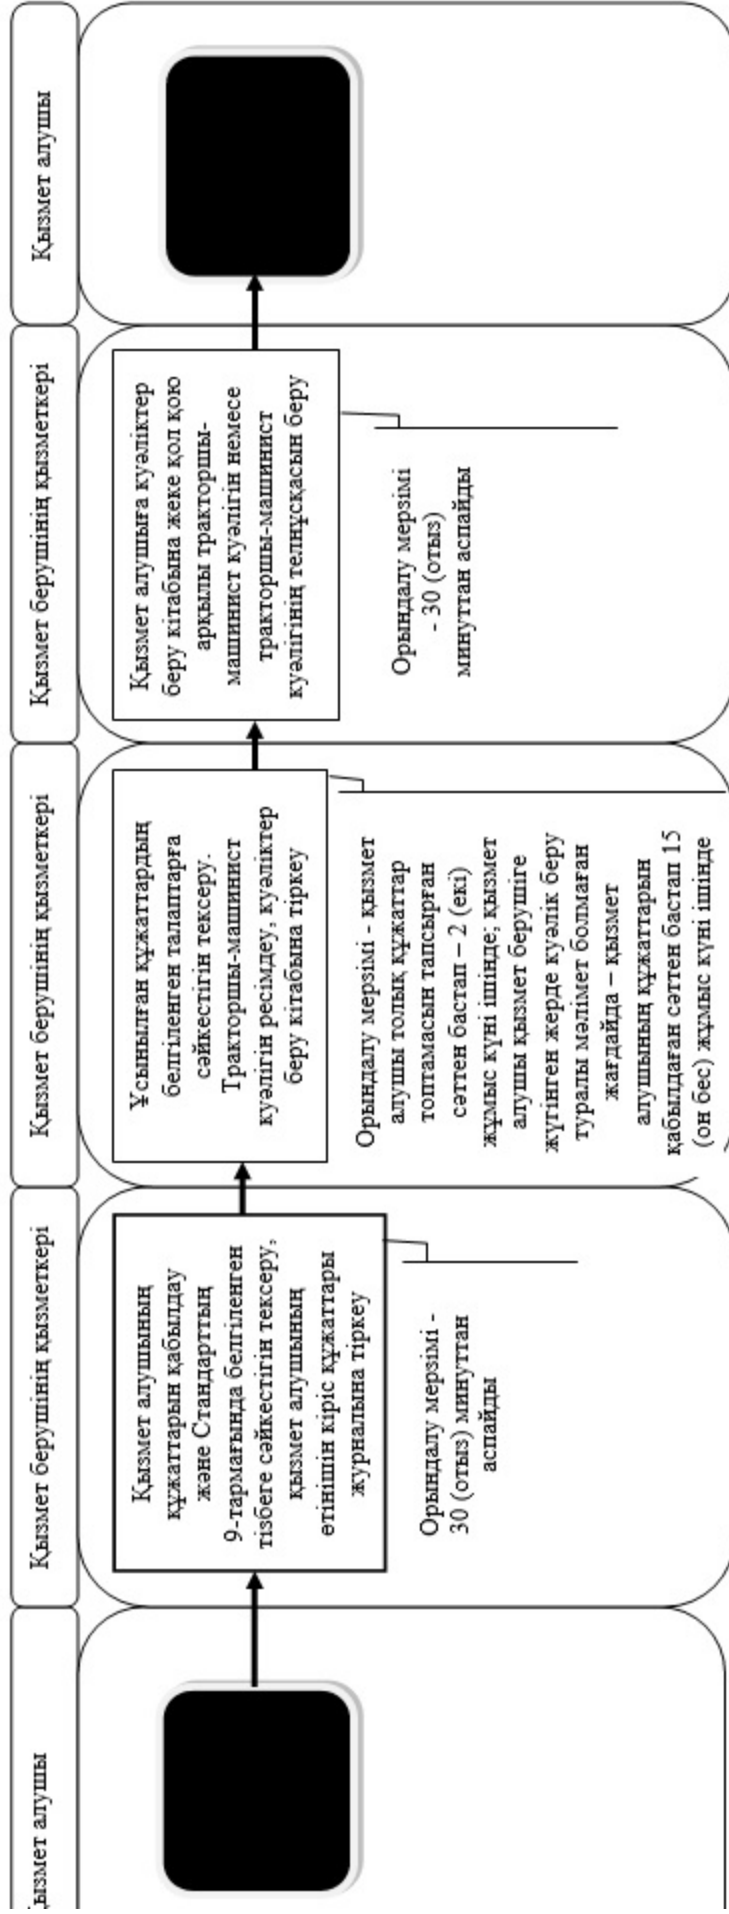 қызмет алушы
Қызмет берушінің қызметкері
Қызмет берушінің қызметкері
Қызмет берушінің қызметкері
Қызмет алушы
Қызмет алушының
құжаттарын қабылдау
және Стандарттың
9-тармағында белгіленген
тізбеге сәйкестігін тексеру,
қызмет алушының
өтінішін кіріс құжаттары
журналына тіркеу
Орындалу мерзімі -
30 (отыз) минуттан
аспайды
Ұсынылған құжаттардың
белгіленген талаптарға
сәйкестігін тексеру.
Тракторшы-машинист
куәлігін ресімдеу, куәліктер
беру кітабына тіркеу
Орындалу мерзімі - қызмет
алушы толық құжаттар
топтамасын тапсырған
сәттен бастап – 2 (екі)
жұмыс күні ішінде; қызмет
алушы қызмет берушіге
жүгінген жерде куәлік беру
туралы мәлімет болмаған
жағдайда – қызмет
алушының құжаттарын
қабылдаған сәттен бастап 15
(он бес) жұмыс күні ішінде
Қызмет алушыға куәліктер
беру кітабына жеке қол қою
арқылы тракторшы-
машинист куәлігін немесе
тракторшы-машинист
куәлігінің телнұсқасын беру
Орындалу мерзімі
- 30 (отыз)
минуттан аспайды